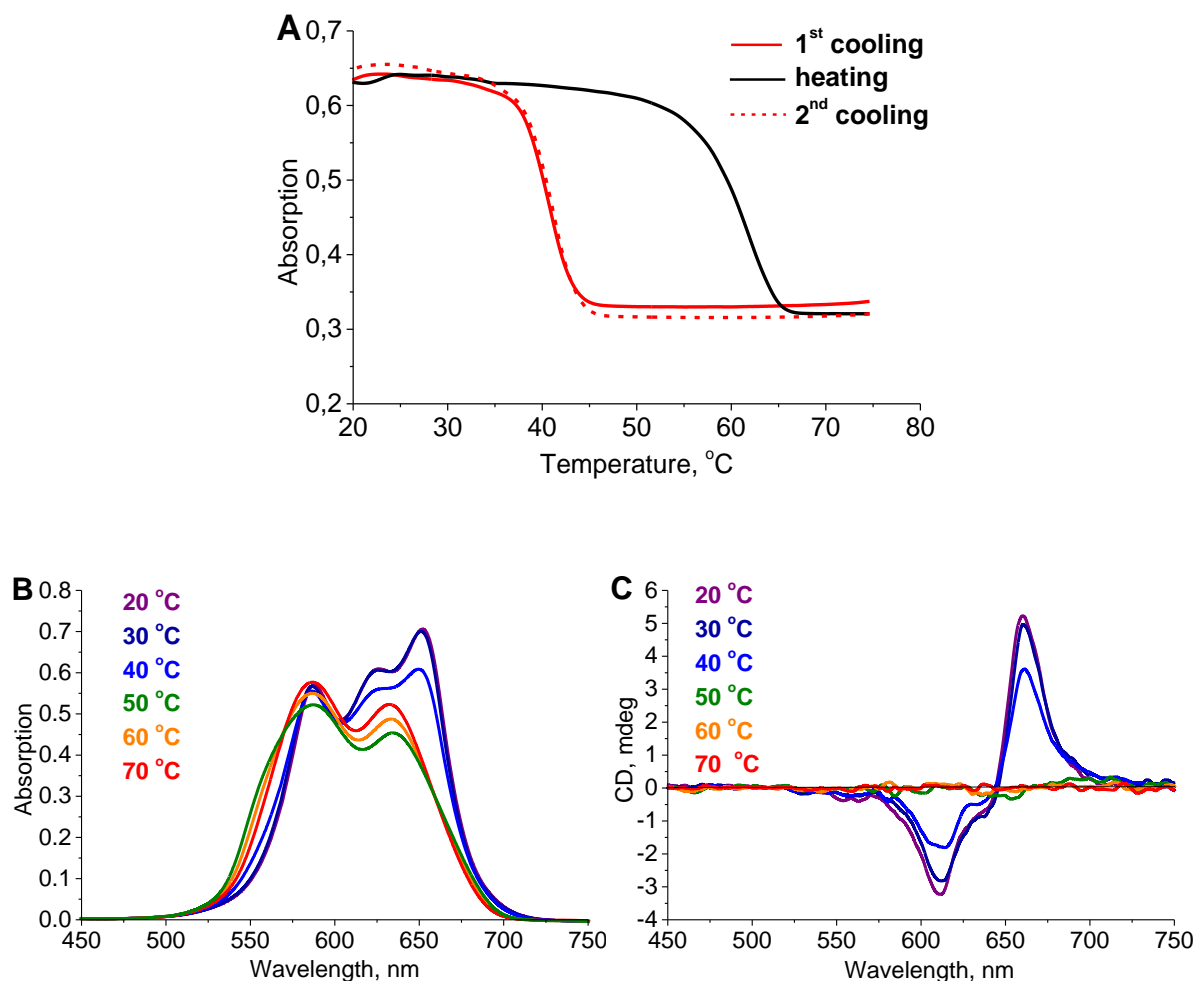 A
0,7
0,6
0,5
0,4
0,3
0,2
Absorption
20 30 40 50 60 70 80
Temperature, °C
1st cooling
heating
2nd cooling
B
0.8
0.7
0.6
0.5
0.4
0.3
0.2
0.1
0.0
Absorption
20 °C
30 °C
40 °C
50 °C
60 °C
70 °C
450 500 550 600 650 700 750
Wavelength, nm
C
6
5
4
3
2
1
0
-1
-2
-3
-4
CD, mdeg
20 °C
30 °C
40 °C
50 °C
60 °C
70 °C
450 500 550 600 650 700 750
Wavelength, nm